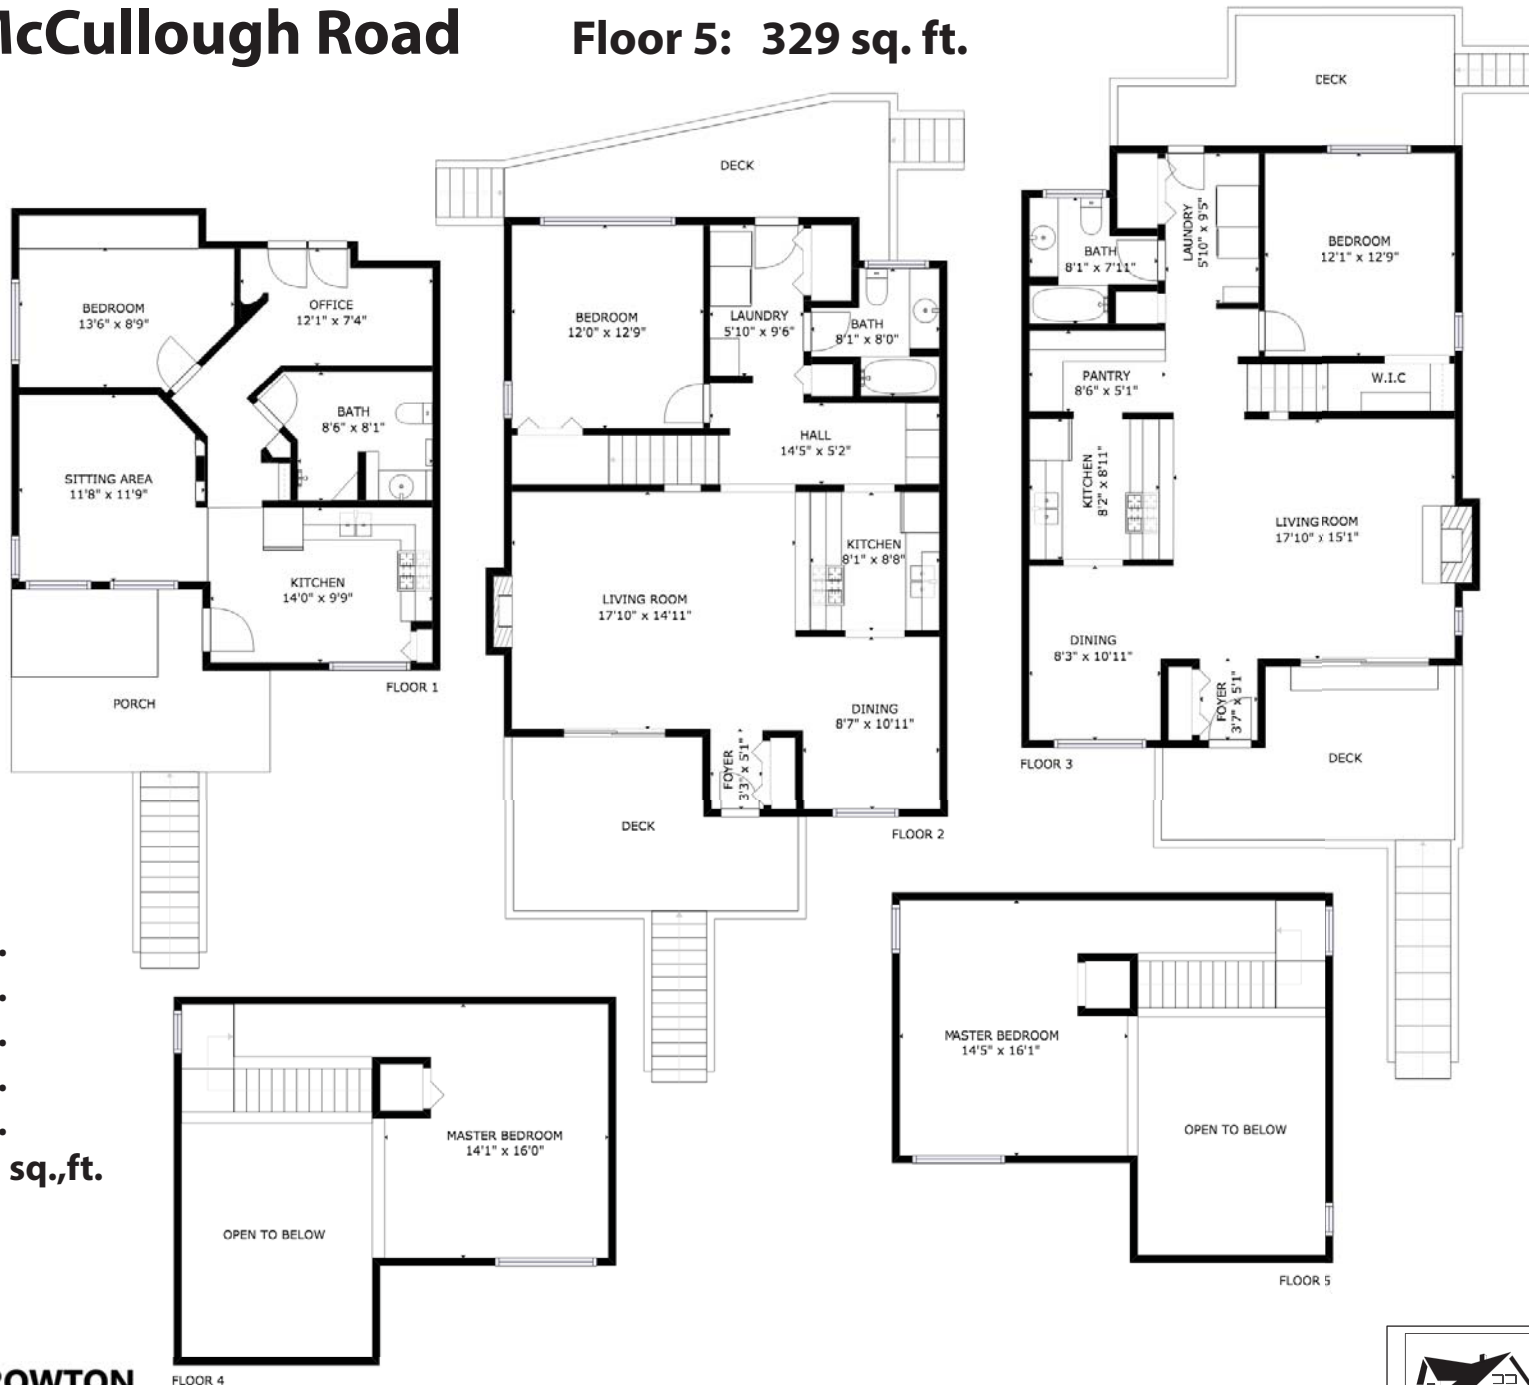 McCullough Road
Floor 5: 329 sq. ft.
DECK
BEDROOM
13'6" x 8'9"
OFFICE
12'1" x 7'4"
BATH
8'6" x 8'1"
SITTING AREA
11'8" x 11'9"
KITCHEN
14'0" x 9'9"
FLOOR 1
PORCH
DECK
BEDROOM
12'0" x 12'9"
LAUNDRY
5'10" x 9'6"
BATH
8'1" x 8'0"
HALL
14'5" x 5'2"
KITCHEN
8'1" x 8'8"
LIVING ROOM
17'10" x 14'11"
DINING
8'7" x 10'11"
FOYER
3'3" x 5'1"
DECK
FLOOR 2
BATH
8'1" x 7'11"
LAUNDRY
5'10" x 9'5"
BEDROOM
12'1" x 12'9"
PANTRY
8'6" x 5'1"
W.I.C
KITCHEN
8'2" x 8'11"
LIVING ROOM
17'10" x 15'1"
DINING
8'3" x 10'11"
FOYER
3'7" x 5'1"
FLOOR 3
DECK
sq.,ft.
MASTER BEDROOM
14'1" x 16'0"
OPEN TO BELOW
FLOOR 4
MASTER BEDROOM
14'5" x 16'1"
OPEN TO BELOW
FLOOR 5
ROWTON